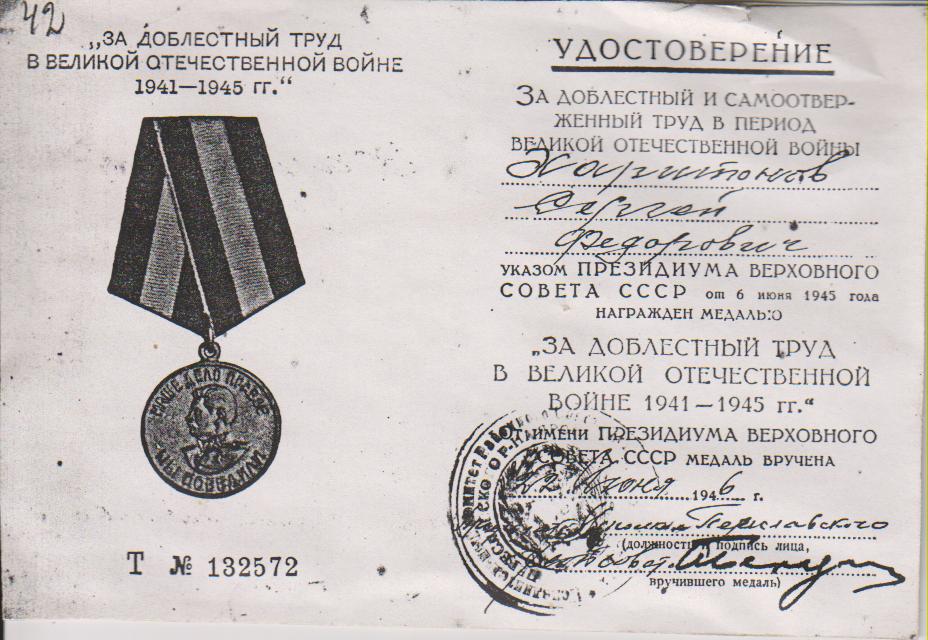 42
„ЗА ДОБЛЕСТНЫЙ ТРУД
В ВЕЛИКОЙ ОТЕЧЕСТВЕННОЙ ВОЙНЕ
1941—1945 гг.“
НАШЕ ДЕЛО ПРАВОЕ
МЫ ПОБЕДИЛИ
Т № 132572
УДОСТОВЕРЕНИЕ
ЗА ДОБЛЕСТНЫЙ И САМООТВЕР-
ЖЕННЫЙ ТРУД В ПЕРИОД
ВЕЛИКОЙ ОТЕЧЕСТВЕННОЙ ВОЙНЫ
Харитонов
Сергей
Федорович
УКАЗОМ ПРЕЗИДИУМА ВЕРХОВНОГО
СОВЕТА СССР от 6 июня 1945 года
НАГРАЖДЕН МЕДАЛЬЮ
„ЗА ДОБЛЕСТНЫЙ ТРУД
В ВЕЛИКОЙ ОТЕЧЕСТВЕННОЙ
ВОЙНЕ 1941—1945 гг.“
ОТ ИМЕНИ ПРЕЗИДИУМА ВЕРХОВНОГО
СОВЕТА СССР МЕДАЛЬ ВРУЧЕНА
22 июня 1946 г.
(должность и подпись лица,
вручившего медаль)